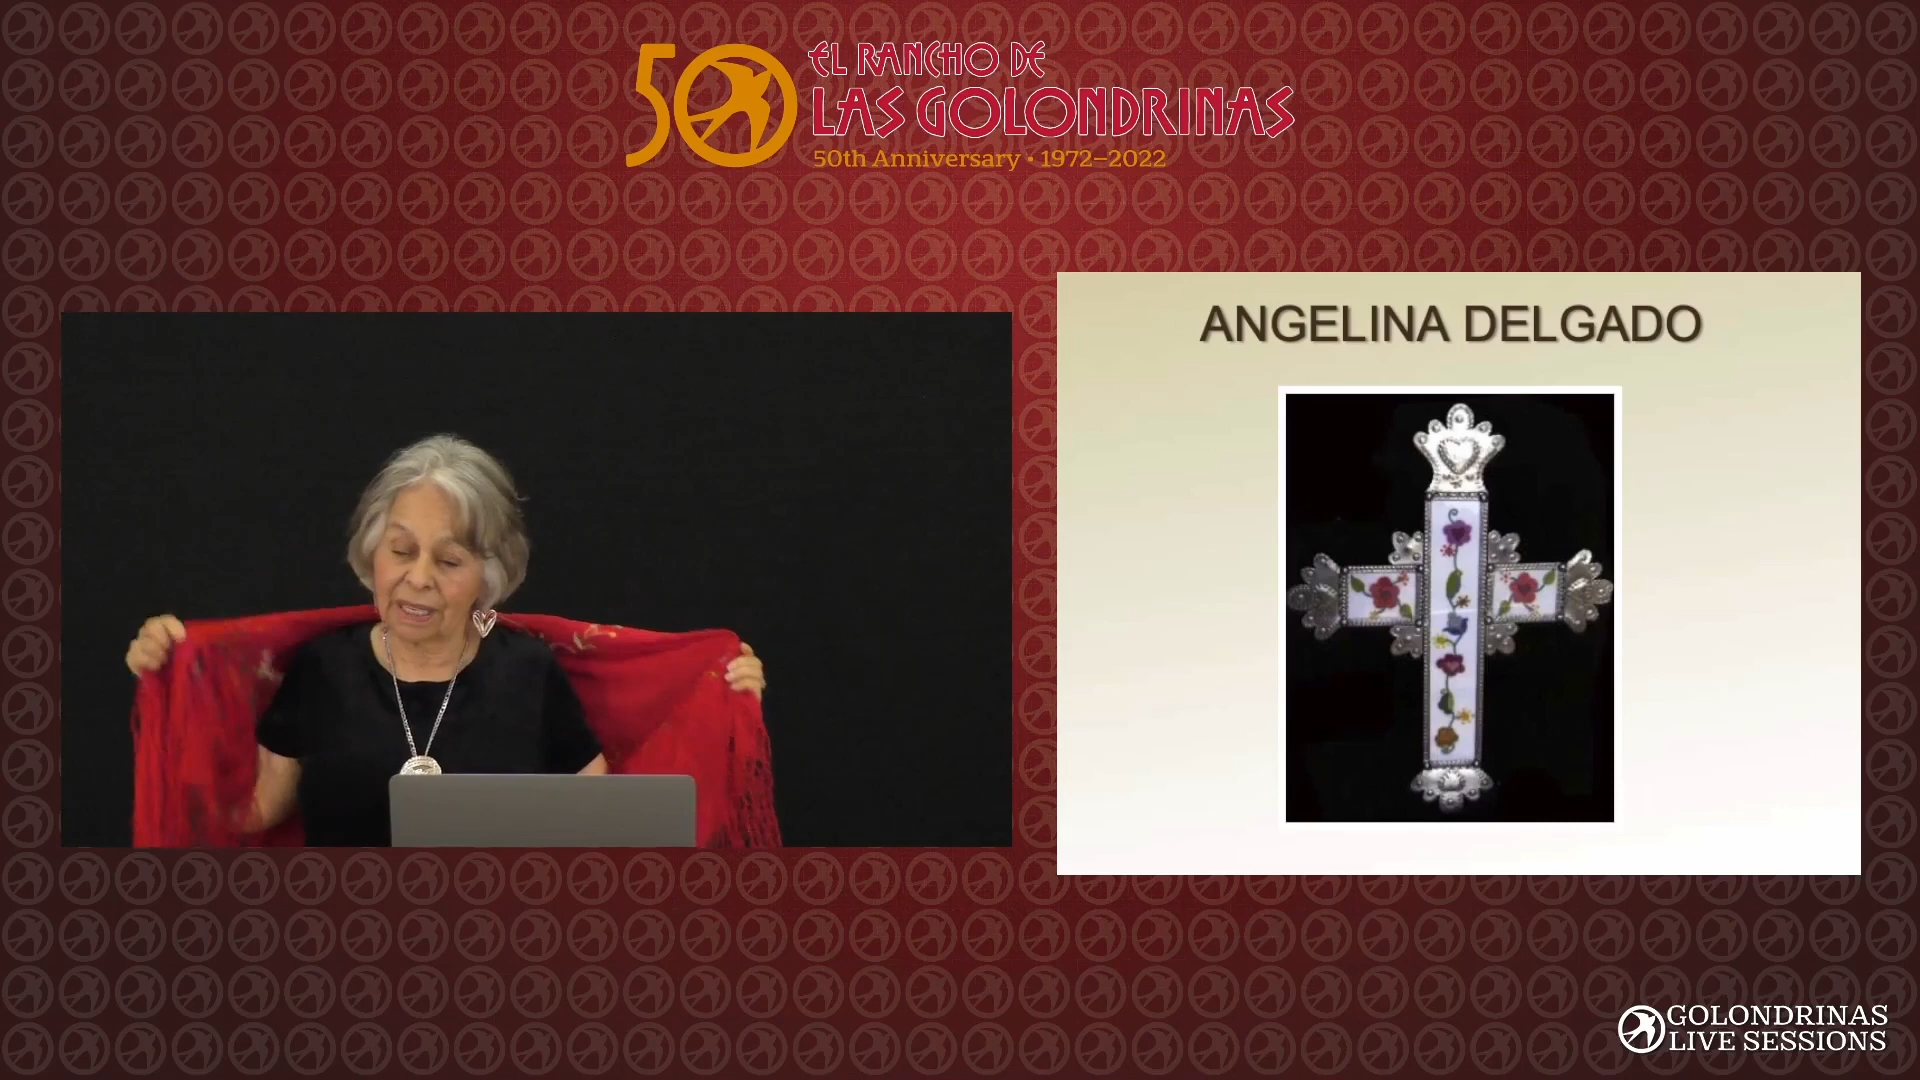 50
EL RANCHO DE
LAS GOLONDRINAS
50th Anniversary • 1972–2022
ANGELINA DELGADO
GOLONDRINAS
LIVE SESSIONS